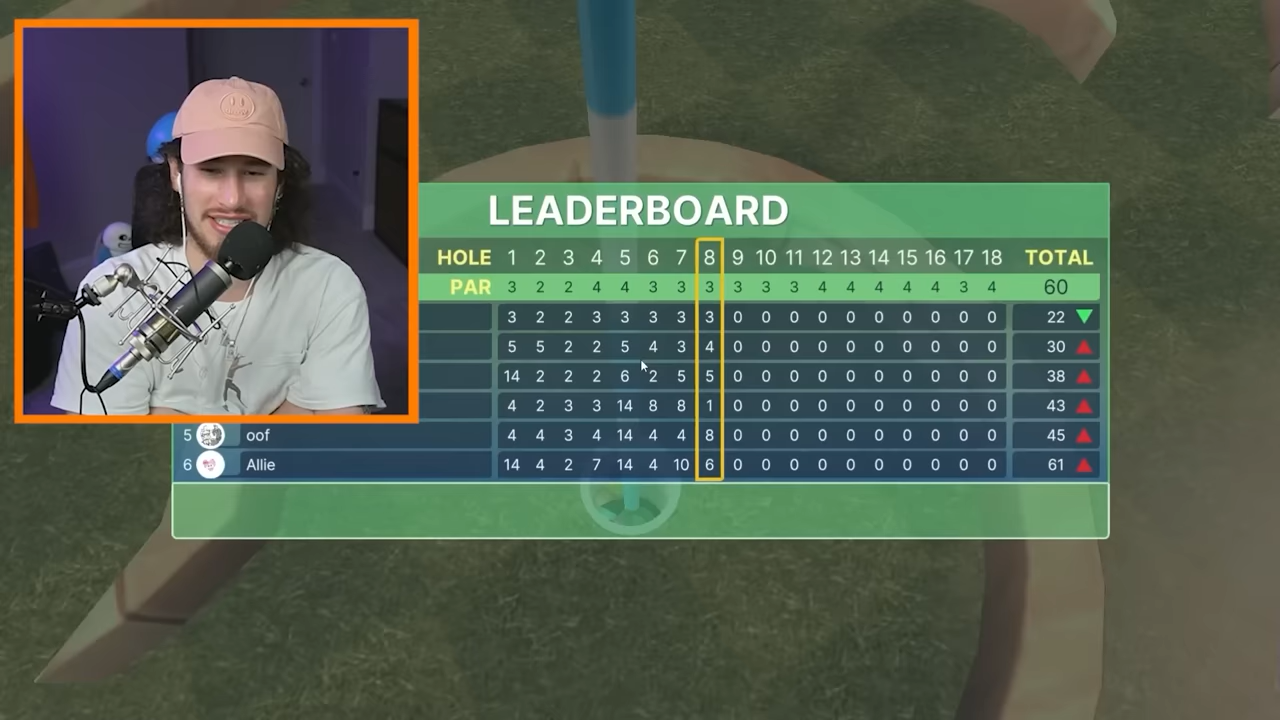 LEADERBOARD
HOLE 1 2 3 4 5 6 7 8 9 10 11 12 13 14 15 16 17 18 TOTAL
PAR 3 2 2 4 4 3 3 3 3 3 3 4 4 4 4 4 3 4 60
3 2 2 3 3 3 3 3 0 0 0 0 0 0 0 0 0 0 22
5 5 2 2 5 4 3 4 0 0 0 0 0 0 0 0 0 0 30
14 2 2 2 6 2 5 5 0 0 0 0 0 0 0 0 0 0 38
4 2 3 3 14 8 8 1 0 0 0 0 0 0 0 0 0 0 43
5 oof 4 4 3 4 14 4 4 8 0 0 0 0 0 0 0 0 0 0 45
6 Allie 14 4 2 7 14 4 10 6 0 0 0 0 0 0 0 0 0 0 61